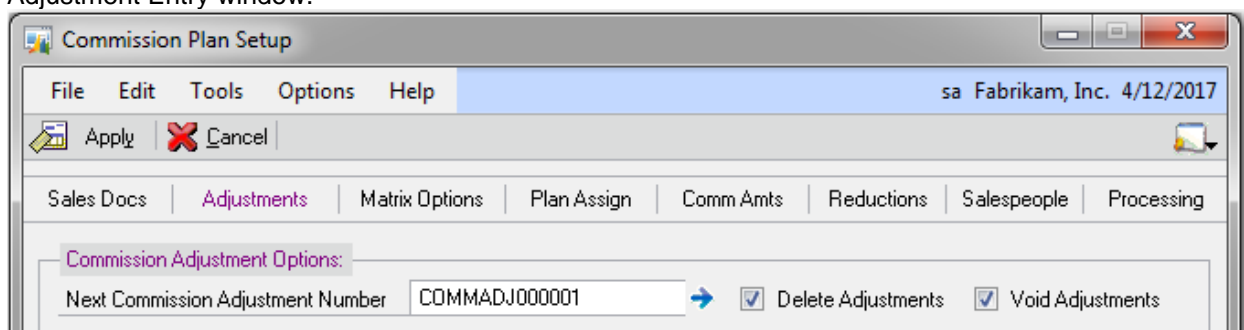 Adjustment Entry window.
Commission Plan Setup
File Edit Tools Options Help sa Fabrikam, Inc. 4/12/2017
Apply Cancel
Sales Docs Adjustments Matrix Options Plan Assign Comm Amts Reductions Salespeople Processing
Commission Adjustment Options:
Next Commission Adjustment Number COMMADJ000001 Delete Adjustments Void Adjustments